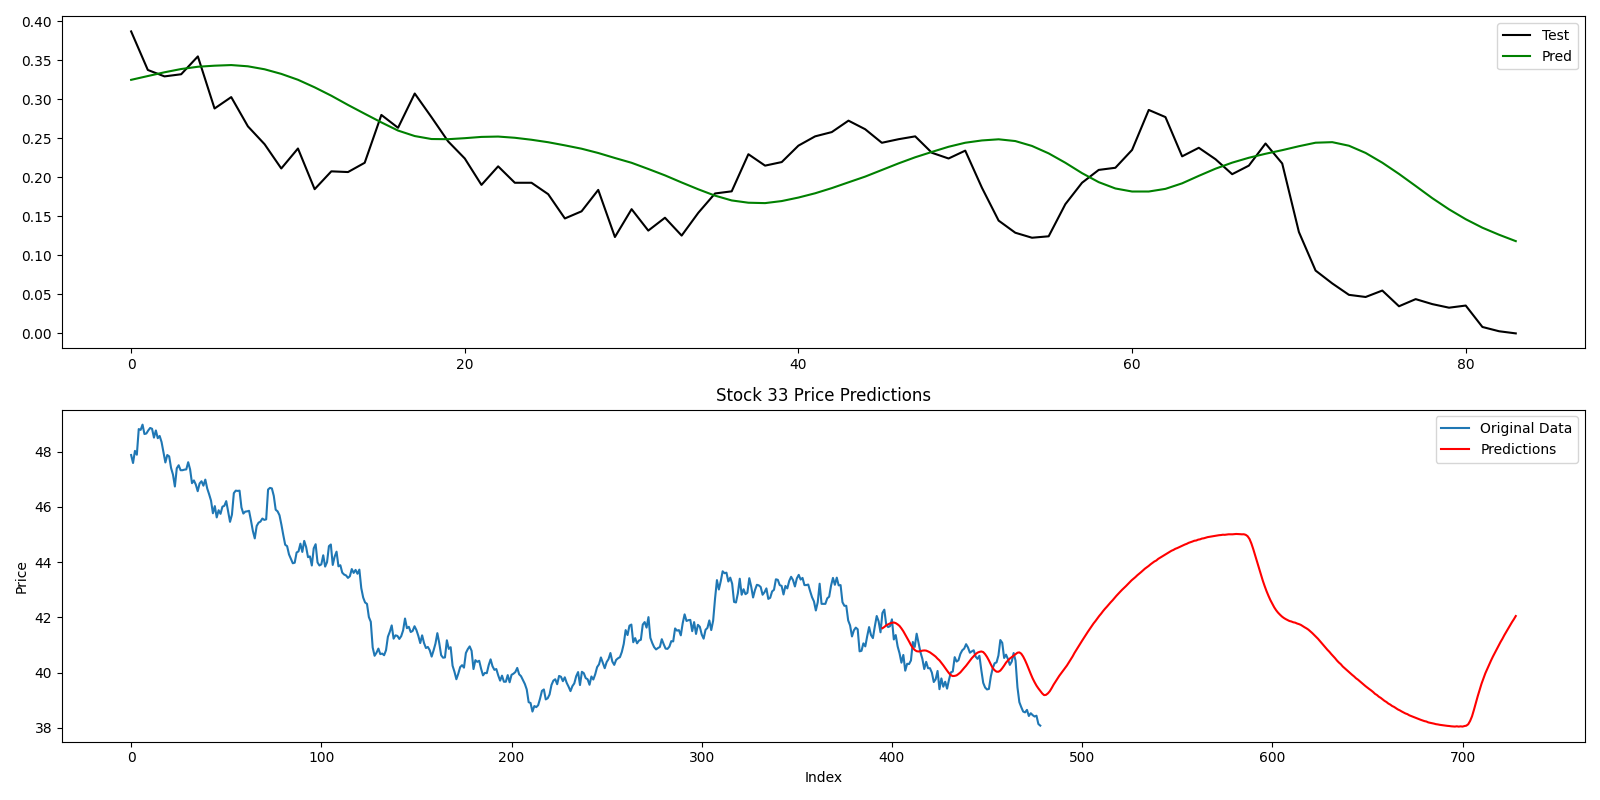 0.40
0.35
0.30
0.25
0.20
0.15
0.10
0.05
0.00
Test
Pred
0 20 40 60 80
Stock 33 Price Predictions
Original Data
Predictions
Price
48
46
44
42
40
38
0 100 200 300 400 500 600 700
Index